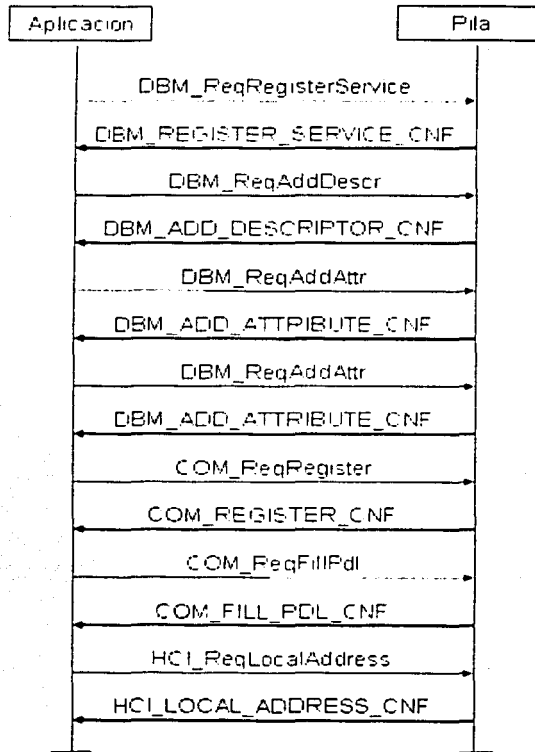 Aplicacion
Pila
DBM_ReqRegisterService
DBM_REGISTER_SERVICE_CNF
DBM_ReqAddDescr
DBM_ADD_DESCRIPTOR_CNF
DBM_ReqAddAttr
DBM_ADD_ATTRIBUTE_CNF
DBM_ReqAddAttr
DBM_ADD_ATTRIBUTE_CNF
COM_ReqRegister
COM_REGISTER_CNF
COM_ReqFillPdl
COM_FILL_PDL_CNF
HCI_ReqLocalAddress
HCI_LOCAL_ADDRESS_CNF